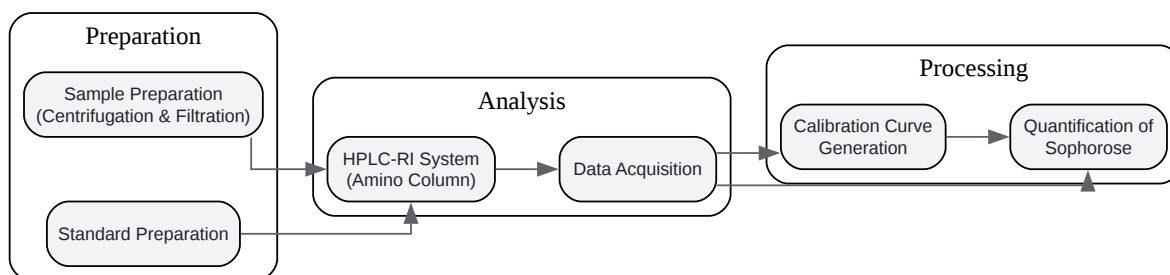 Preparation
Sample Preparation
(Centrifugation & Filtration)
Standard Preparation
Analysis
HPLC-RI System
(Amino Column)
Data Acquisition
Processing
Calibration Curve
Generation
Quantification of
Sophorose